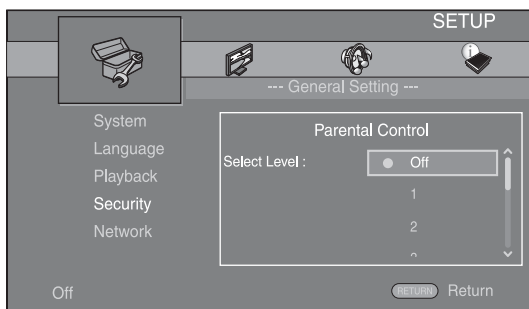 SETUP
--- General Setting ---
System
Language
Playback
Security
Network
Parental Control
Select Level :
Off
1
2
Off
RETURN Return